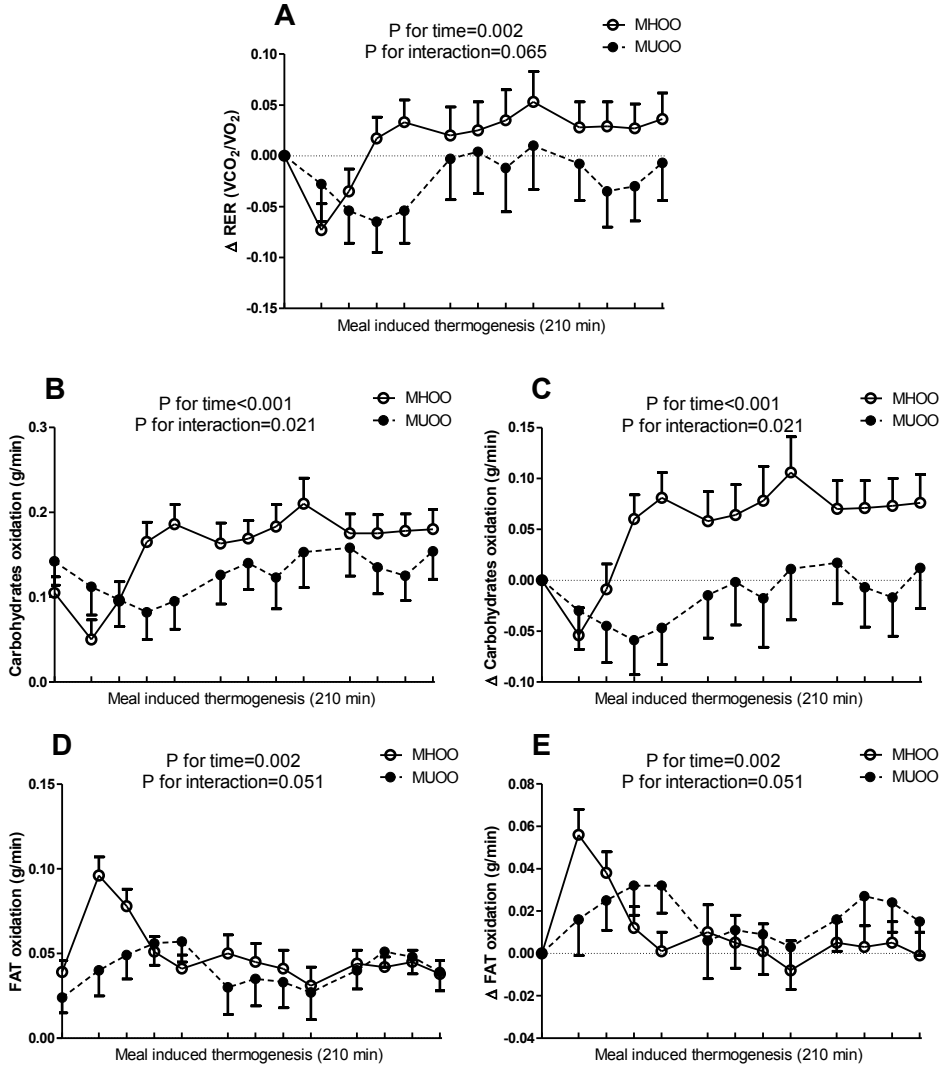 A
P for time=0.002
P for interaction=0.065
MHOO
MUOO
Δ RER (VCO2/VO2)
0.10
0.05
0.00
-0.05
-0.10
-0.15
Meal induced thermogenesis (210 min)
B
P for time<0.001
P for interaction=0.021
MHOO
MUOO
Carbohydrates oxidation (g/min)
0.3
0.2
0.1
0.0
Meal induced thermogenesis (210 min)
C
P for time<0.001
P for interaction=0.021
MHOO
MUOO
Δ Carbohydrates oxidation (g/min)
0.15
0.10
0.05
0.00
-0.05
-0.10
Meal induced thermogenesis (210 min)
D
P for time=0.002
P for interaction=0.051
MHOO
MUOO
FAT oxidation (g/min)
0.15
0.10
0.05
0.00
Meal induced thermogenesis (210 min)
E
P for time=0.002
P for interaction=0.051
MHOO
MUOO
Δ FAT oxidation (g/min)
0.08
0.06
0.04
0.02
0.00
-0.02
-0.04
Meal induced thermogenesis (210 min)